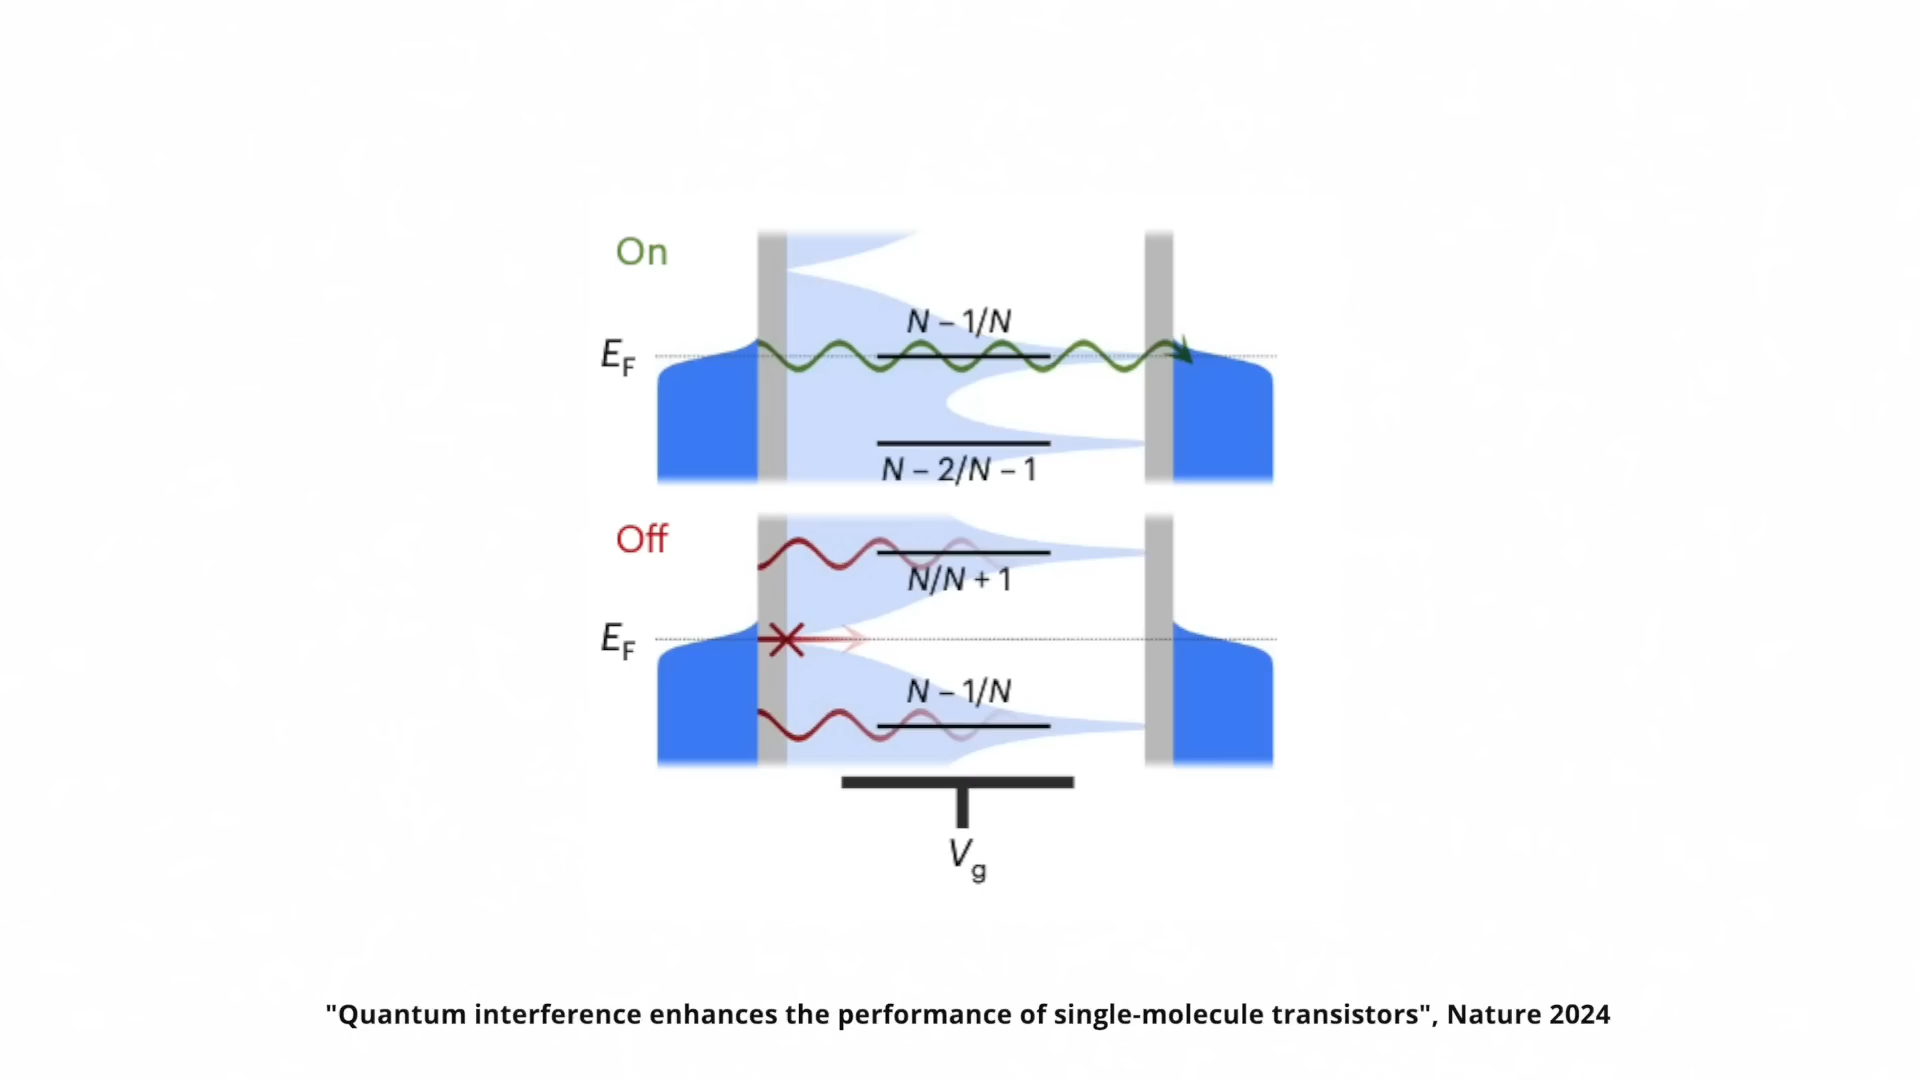 On
N – 1/N
E_F
N – 2/N – 1
Off
N/N + 1
E_F
N – 1/N
V_g
"Quantum interference enhances the performance of single-molecule transistors", Nature 2024